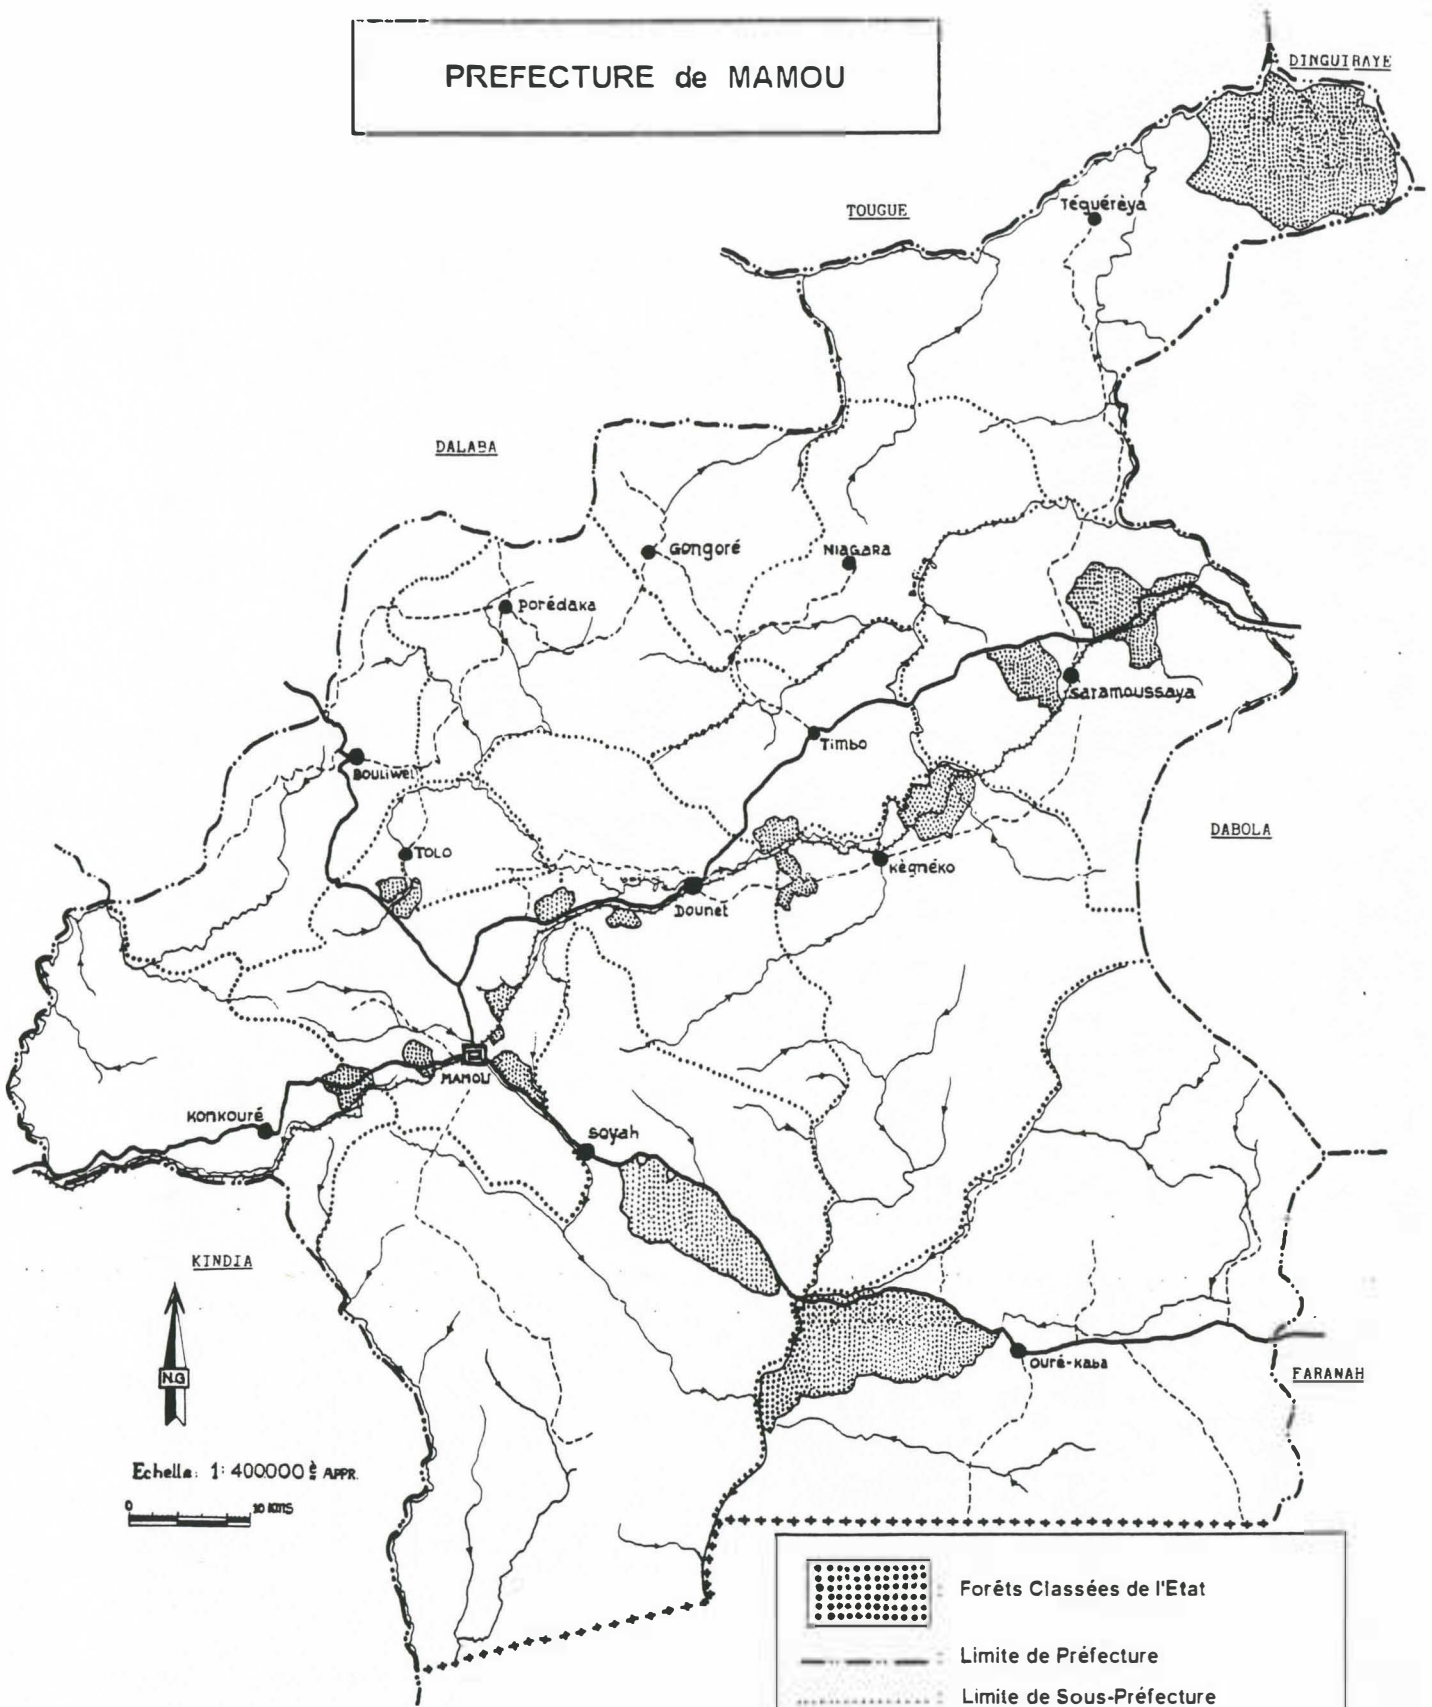 PREFECTURE de MAMOU
DINGUIRAYE
TOUGUE
Téguéréya
DALABA
Gongoré
NIAGARA
Porédaka
Saramoussaya
Timbo
Bouliwel
DABOLA
TOLO
Kègnéko
Dounet
MAMOU
Konkouré
Soyah
KINDIA
N.G
Ouré-Kaba
FARANAH
Echelle: 1:400000è APPR.
0 10 KMS
Forêts Classées de l'Etat
Limite de Préfecture
Limite de Sous-Préfecture